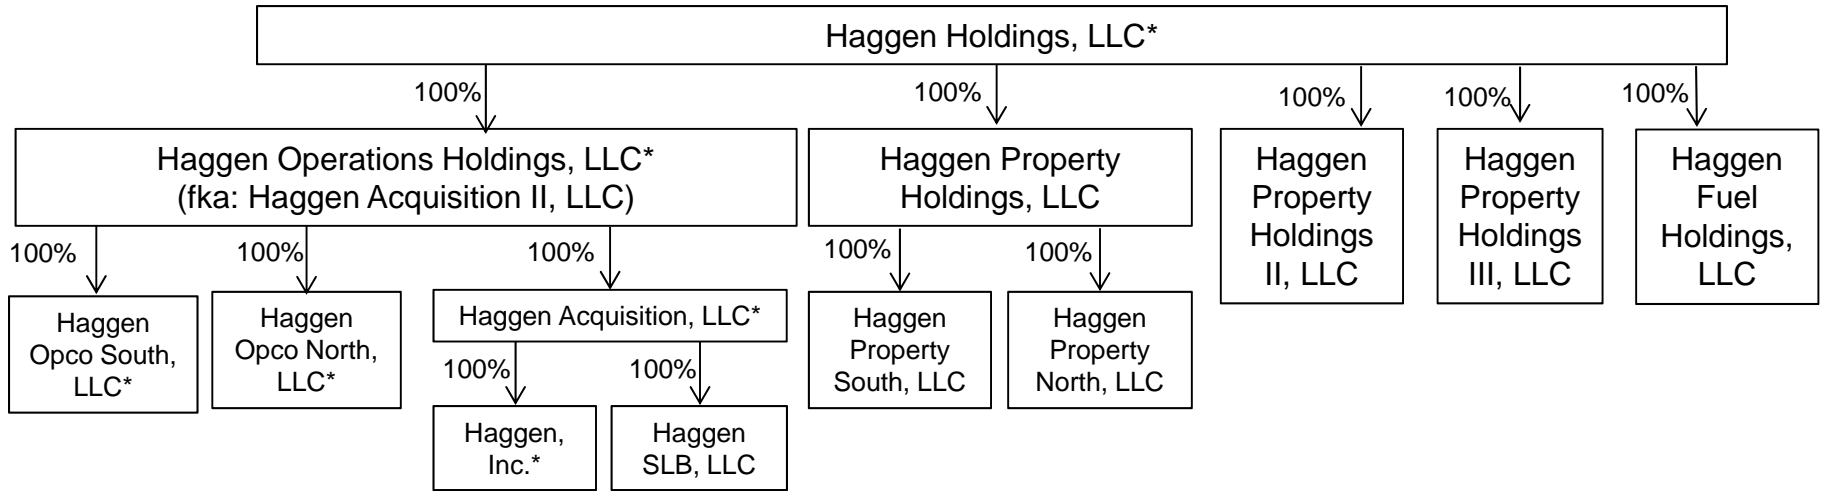 Haggen Holdings, LLC*
100%
100%
100%
100%
100%
Haggen Operations Holdings, LLC*
(fka: Haggen Acquisition II, LLC)
Haggen Property
Holdings, LLC
Haggen
Property
Holdings
II, LLC
Haggen
Property
Holdings
III, LLC
Haggen
Fuel
Holdings,
LLC
100%
100%
100%
100%
100%
Haggen
Opco South,
LLC*
Haggen
Opco North,
LLC*
Haggen Acquisition, LLC*
Haggen
Property
South, LLC
Haggen
Property
North, LLC
100%
100%
Haggen,
Inc.*
Haggen
SLB, LLC